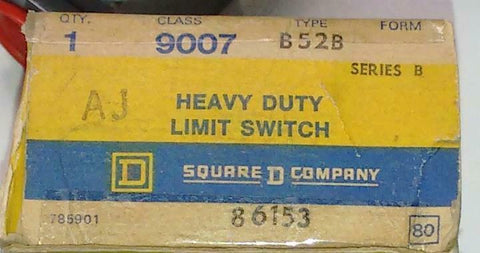 QTY. CLASS TYPE FORM
1 9007 B52B
SERIES B
AJ HEAVY DUTY
LIMIT SWITCH
D SQUARE D COMPANY
785901 86153 80